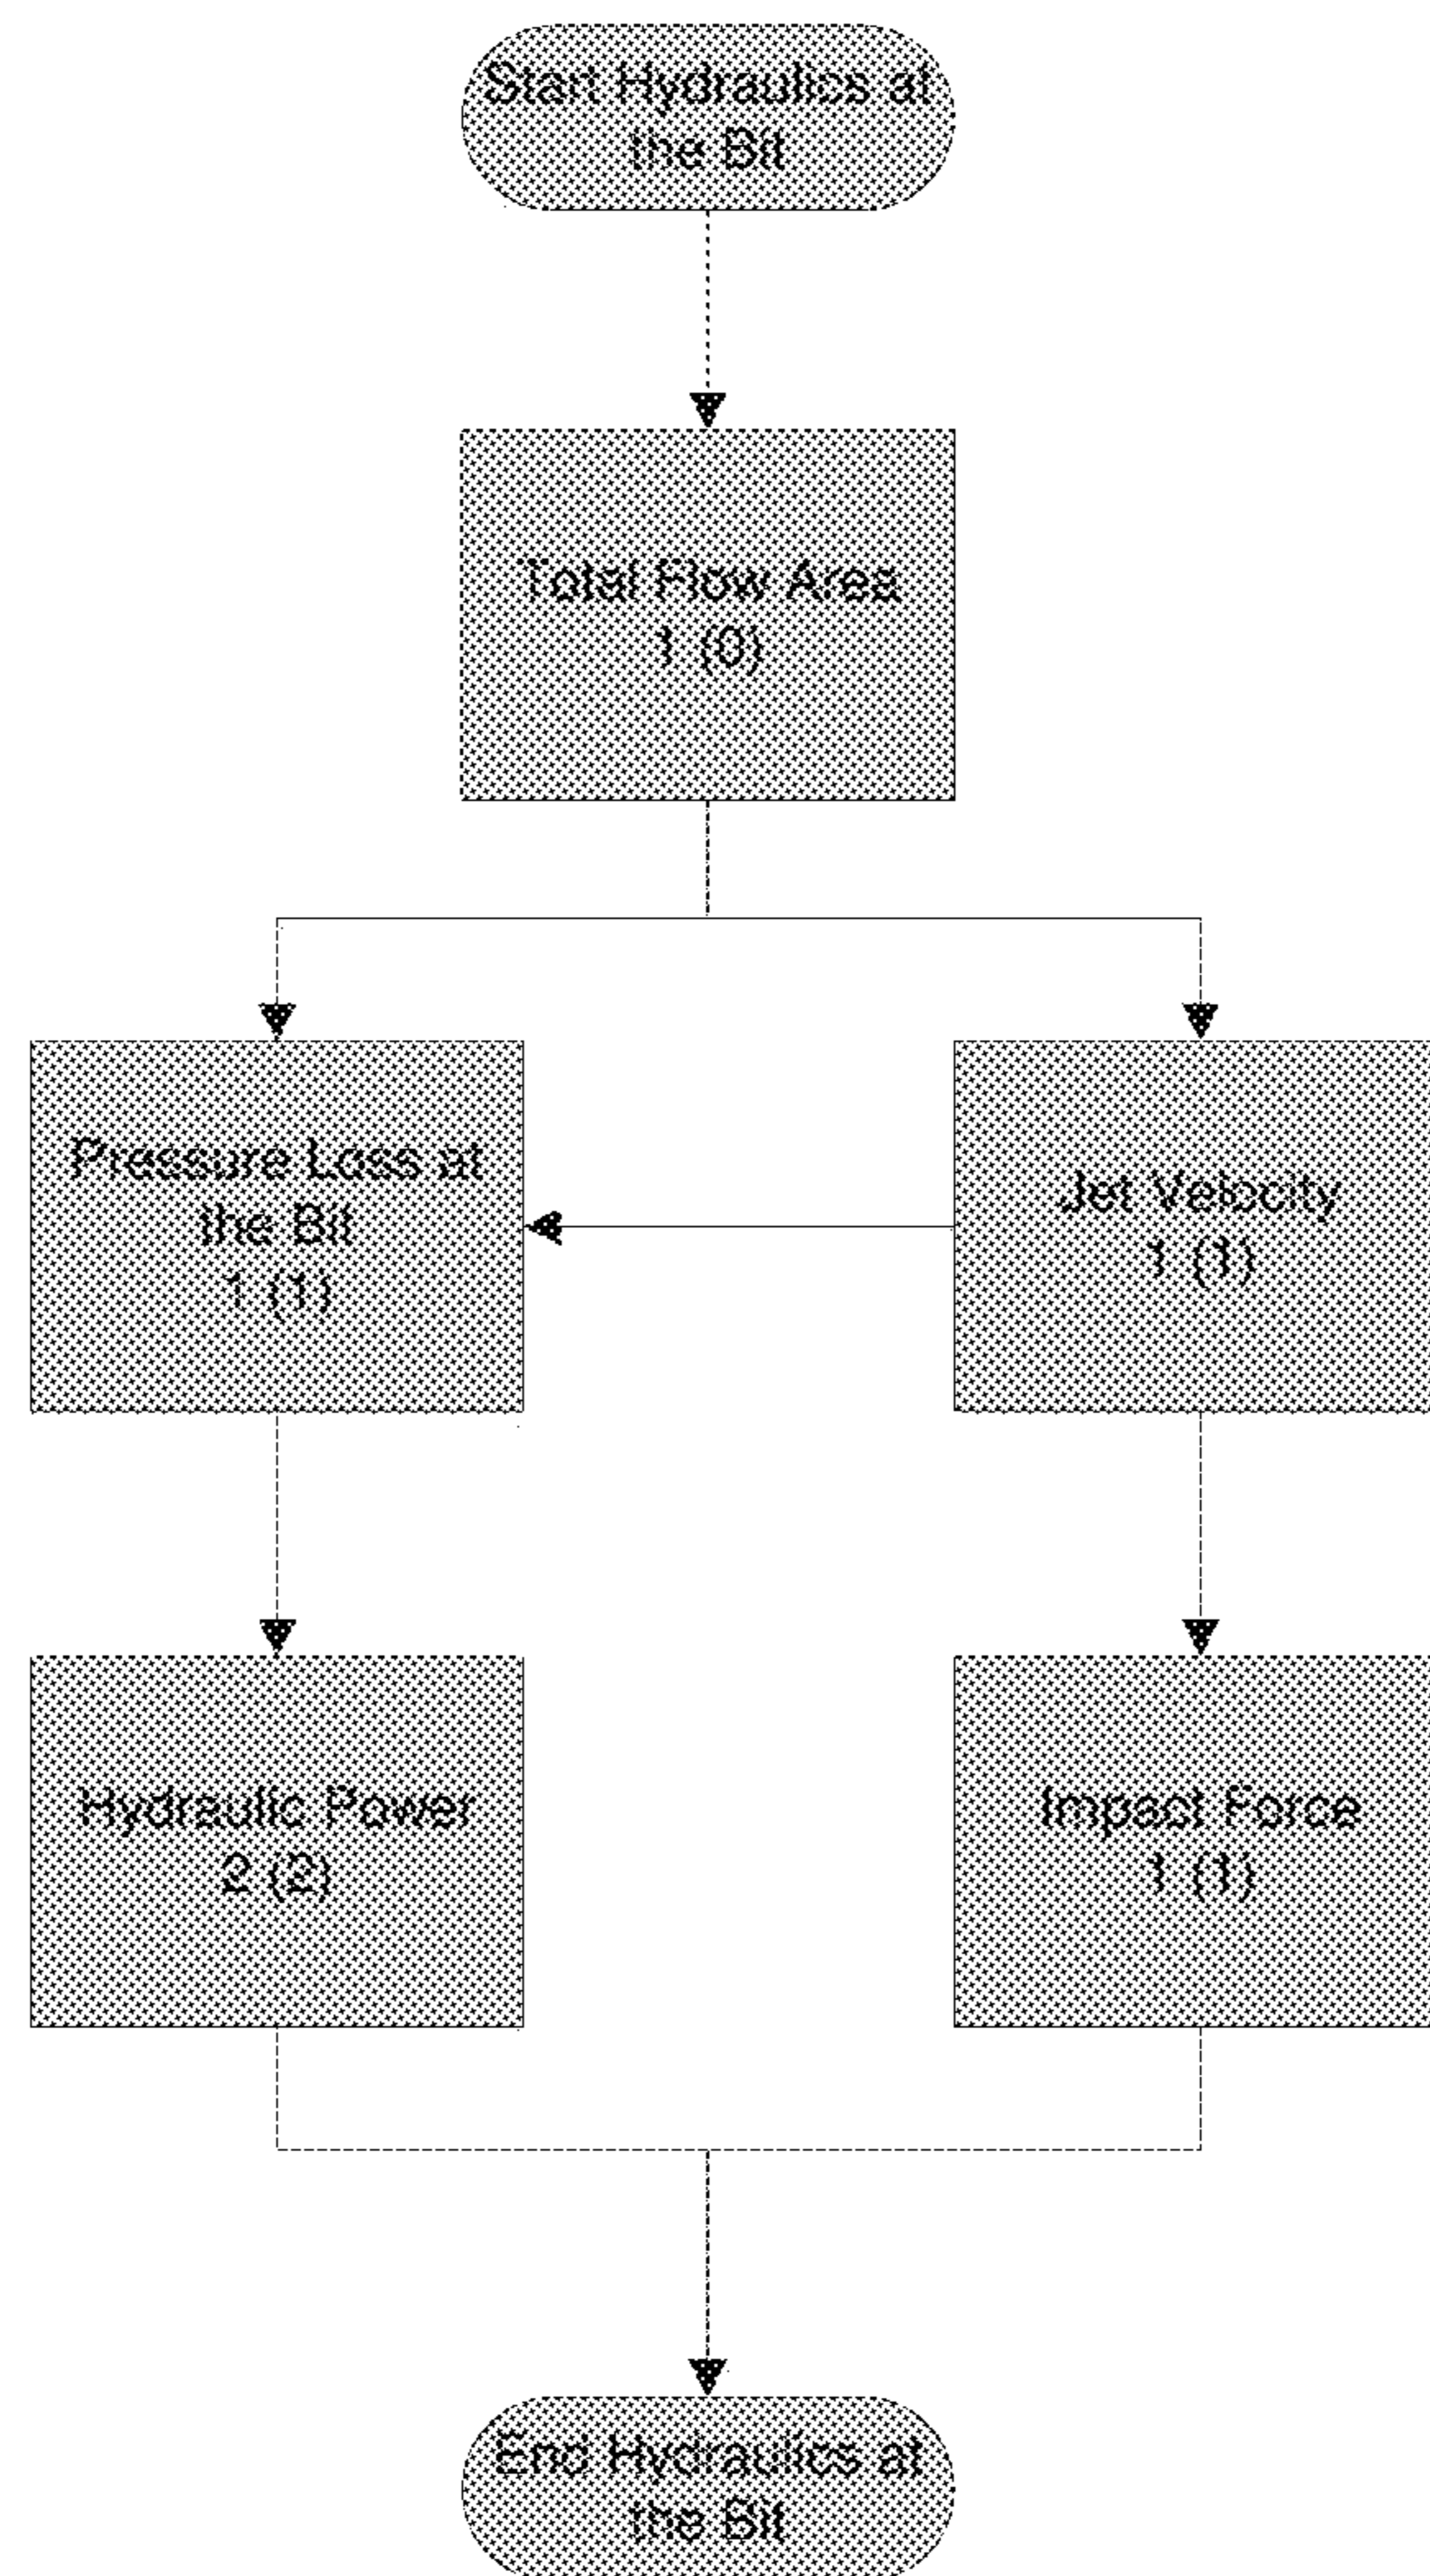 Start Hydraulics at
the Bit
Total Flow Area
1 (0)
Pressure Loss at
the Bit
1 (1)
Jet Velocity
1 (1)
Hydraulic Power
2 (2)
Impact Force
1 (1)
End Hydraulics at
the Bit